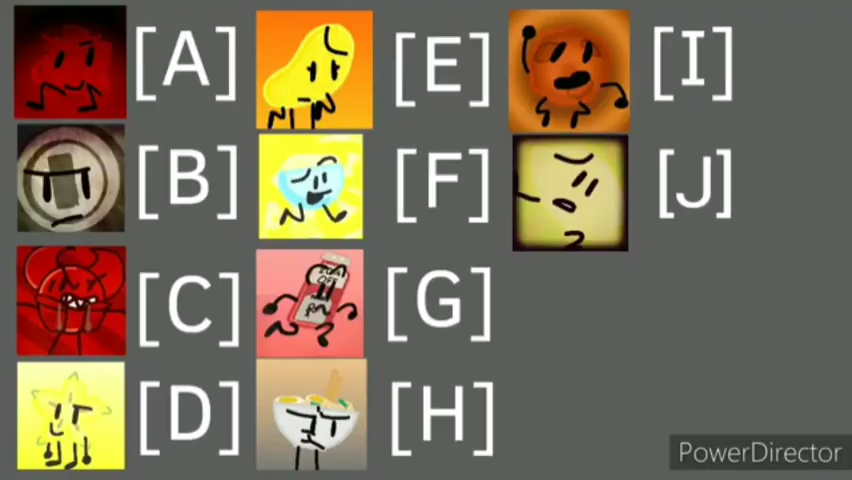 [A]
[B]
[C]
[D]
[E]
[F]
[G]
[H]
[I]
[J]
PowerDirector